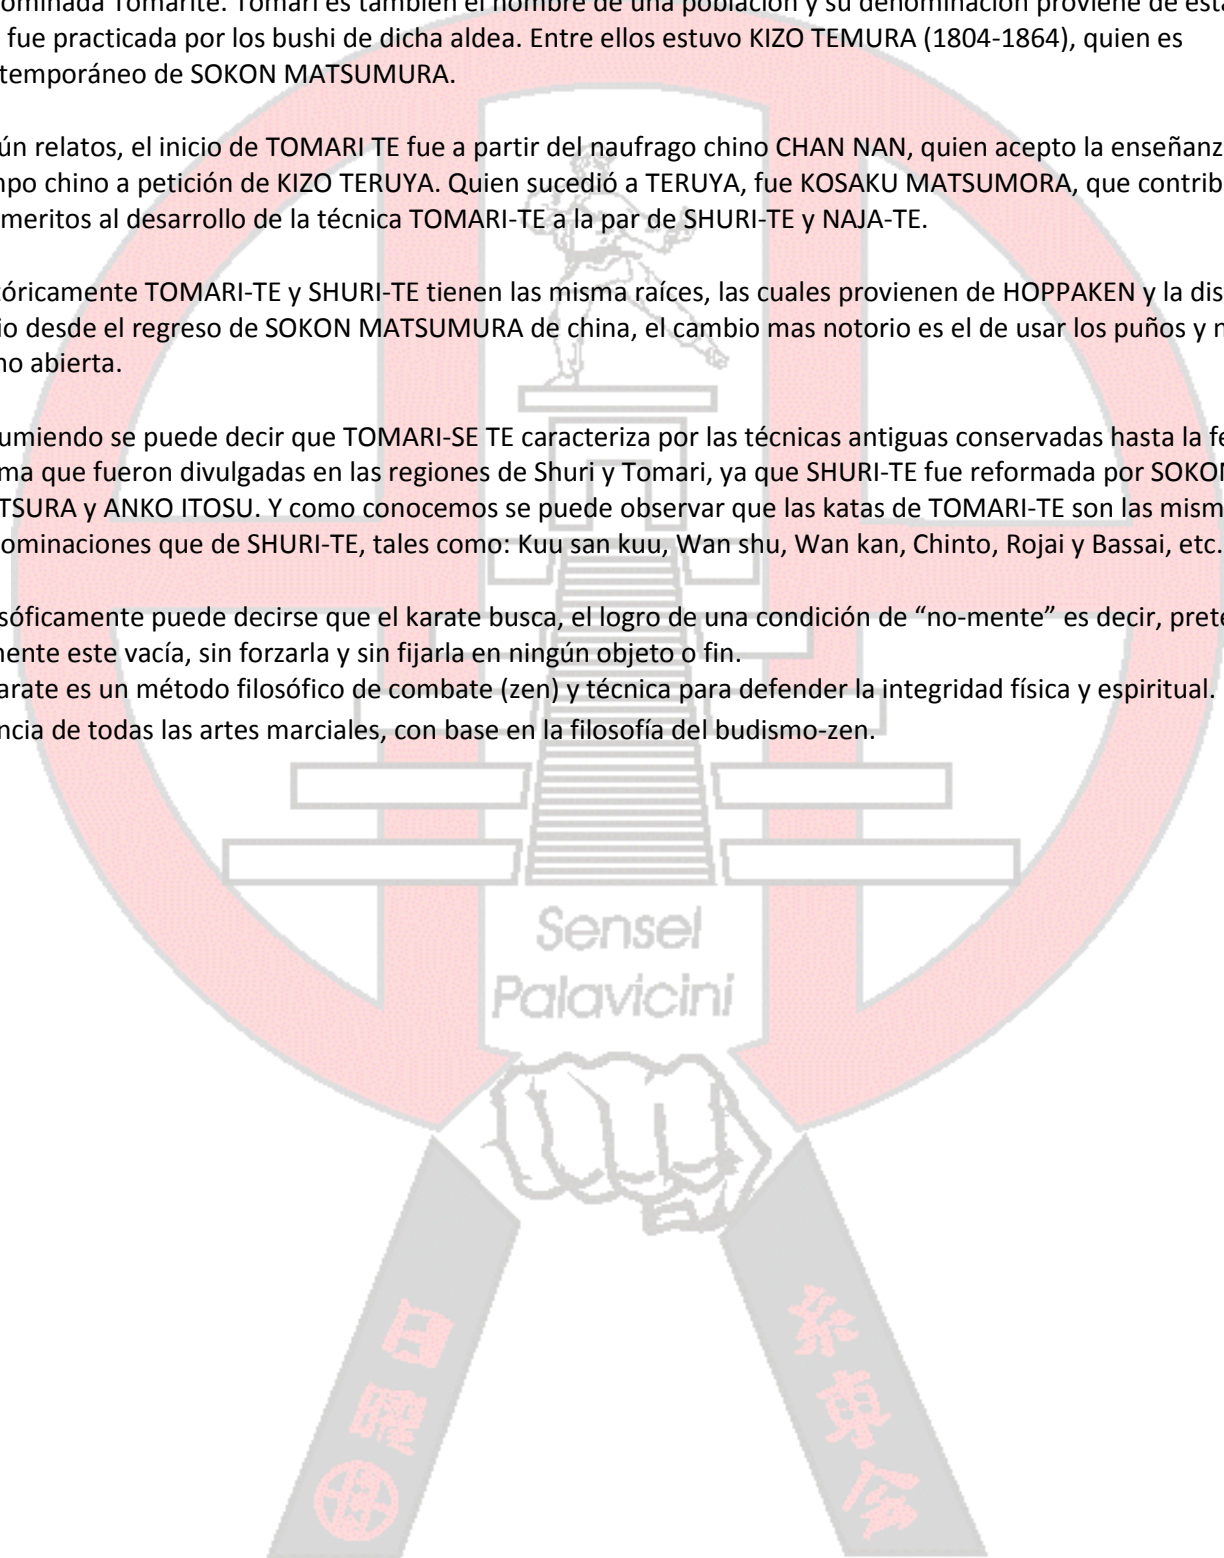 ominada Tomarite. Tomari es también el nombre de una población y su denominación proviene de esta
fue practicada por los bushi de dicha aldea. Entre ellos estuvo KIZO TEMURA (1804-1864), quien es
temporáneo de SOKON MATSUMURA.
ún relatos, el inicio de TOMARI TE fue a partir del naufrago chino CHAN NAN, quien acepto la enseñanz
npo chino a petición de KIZO TERUYA. Quien sucedió a TERUYA, fue KOSAKU MATSUMORA, que contrib
meritos al desarrollo de la técnica TOMARI-TE a la par de SHURI-TE y NAJA-TE.
tóricamente TOMARI-TE y SHURI-TE tienen las misma raíces, las cuales provienen de HOPPAKEN y la dis
io desde el regreso de SOKON MATSUMURA de china, el cambio mas notorio es el de usar los puños y n
no abierta.
umiendo se puede decir que TOMARI-SE TE caracteriza por las técnicas antiguas conservadas hasta la fe
ma que fueron divulgadas en las regiones de Shuri y Tomari, ya que SHURI-TE fue reformada por SOKON
TSURA y ANKO ITOSU. Y como conocemos se puede observar que las katas de TOMARI-TE son las mism
ominaciones que de SHURI-TE, tales como: Kuu san kuu, Wan shu, Wan kan, Chinto, Rojai y Bassai, etc.
sóficamente puede decirse que el karate busca, el logro de una condición de “no-mente” es decir, prete
nente este vacía, sin forzarla y sin fijarla en ningún objeto o fin.
arate es un método filosófico de combate (zen) y técnica para defender la integridad física y espiritual.
ncia de todas las artes marciales, con base en la filosofía del budismo-zen.
Sensei
Palavicini
日
糸東会